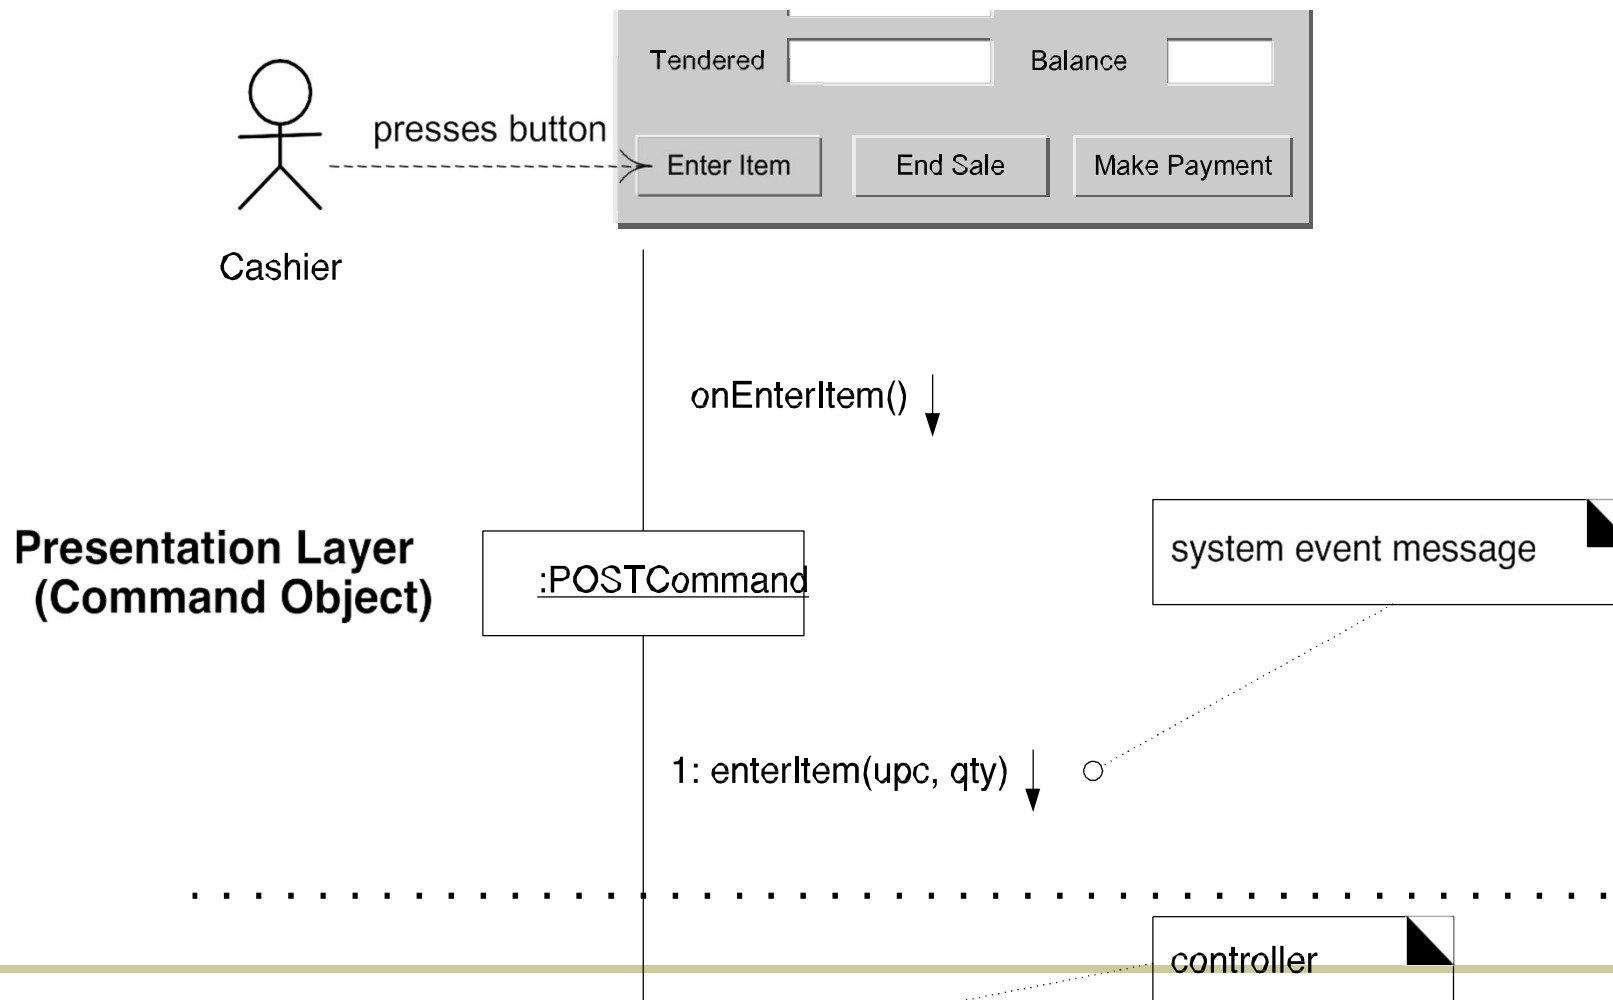 Tendered
Balance
presses button
Enter Item
End Sale
Make Payment
Cashier
onEnterItem()
Presentation Layer
(Command Object)
:POSTCommand
system event message
1: enterItem(upc, qty)
controller